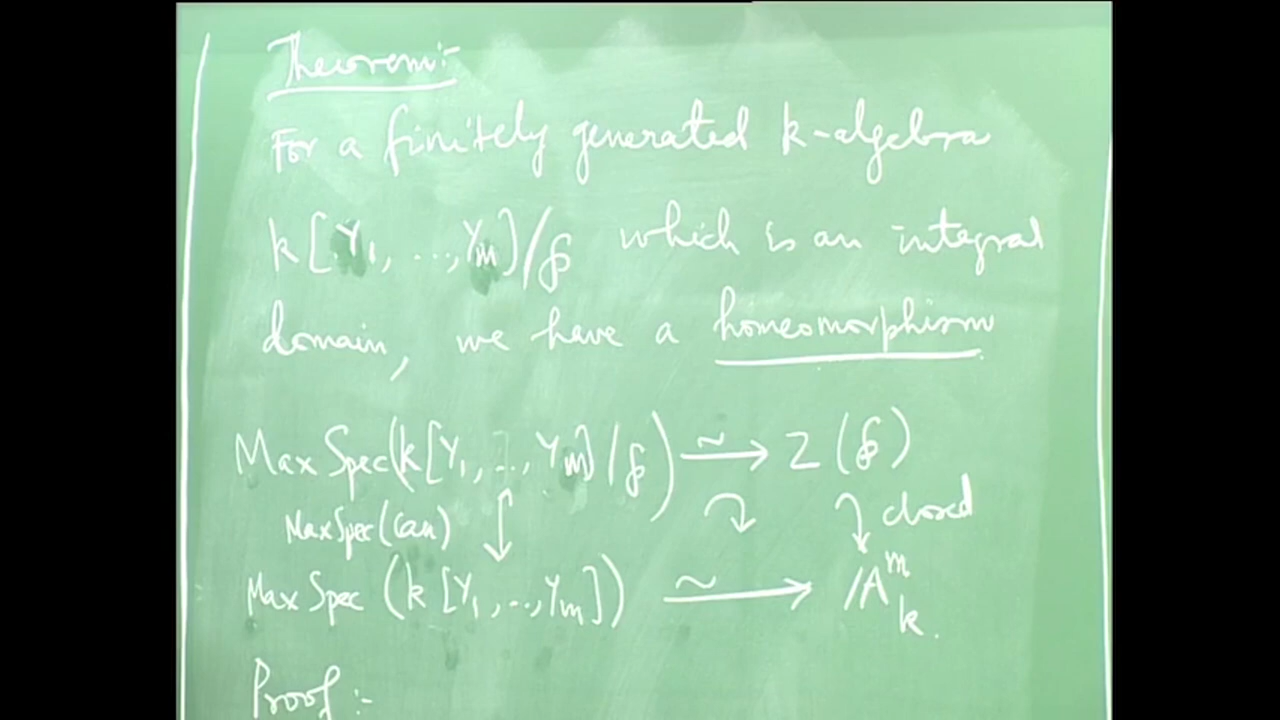 Theorem:-
For a finitely generated k-algebra
k[Y₁, ..., Yₘ]/℘ which is an integral
domain, we have a homeomorphism
MaxSpec(k[Y₁, .., Yₘ]/℘) ~→ Z(℘)
MaxSpec(can) ↕ ↷ ↓ closed
MaxSpec(k[Y₁, .., Yₘ]) ~→ 𝔸ᵐₖ.
Proof:-